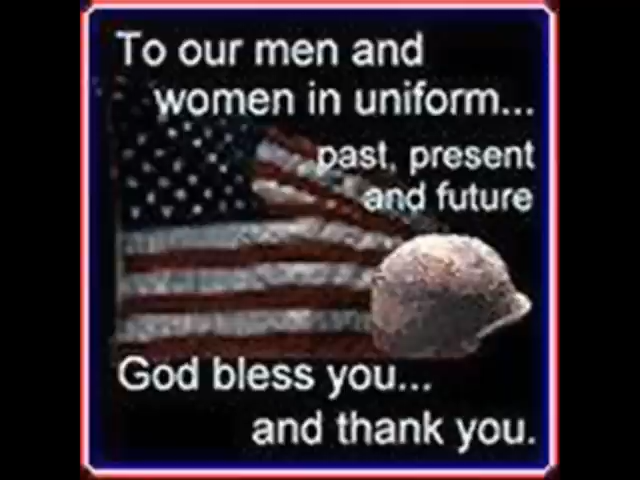 To our men and
women in uniform...
past, present
and future
God bless you...
and thank you.